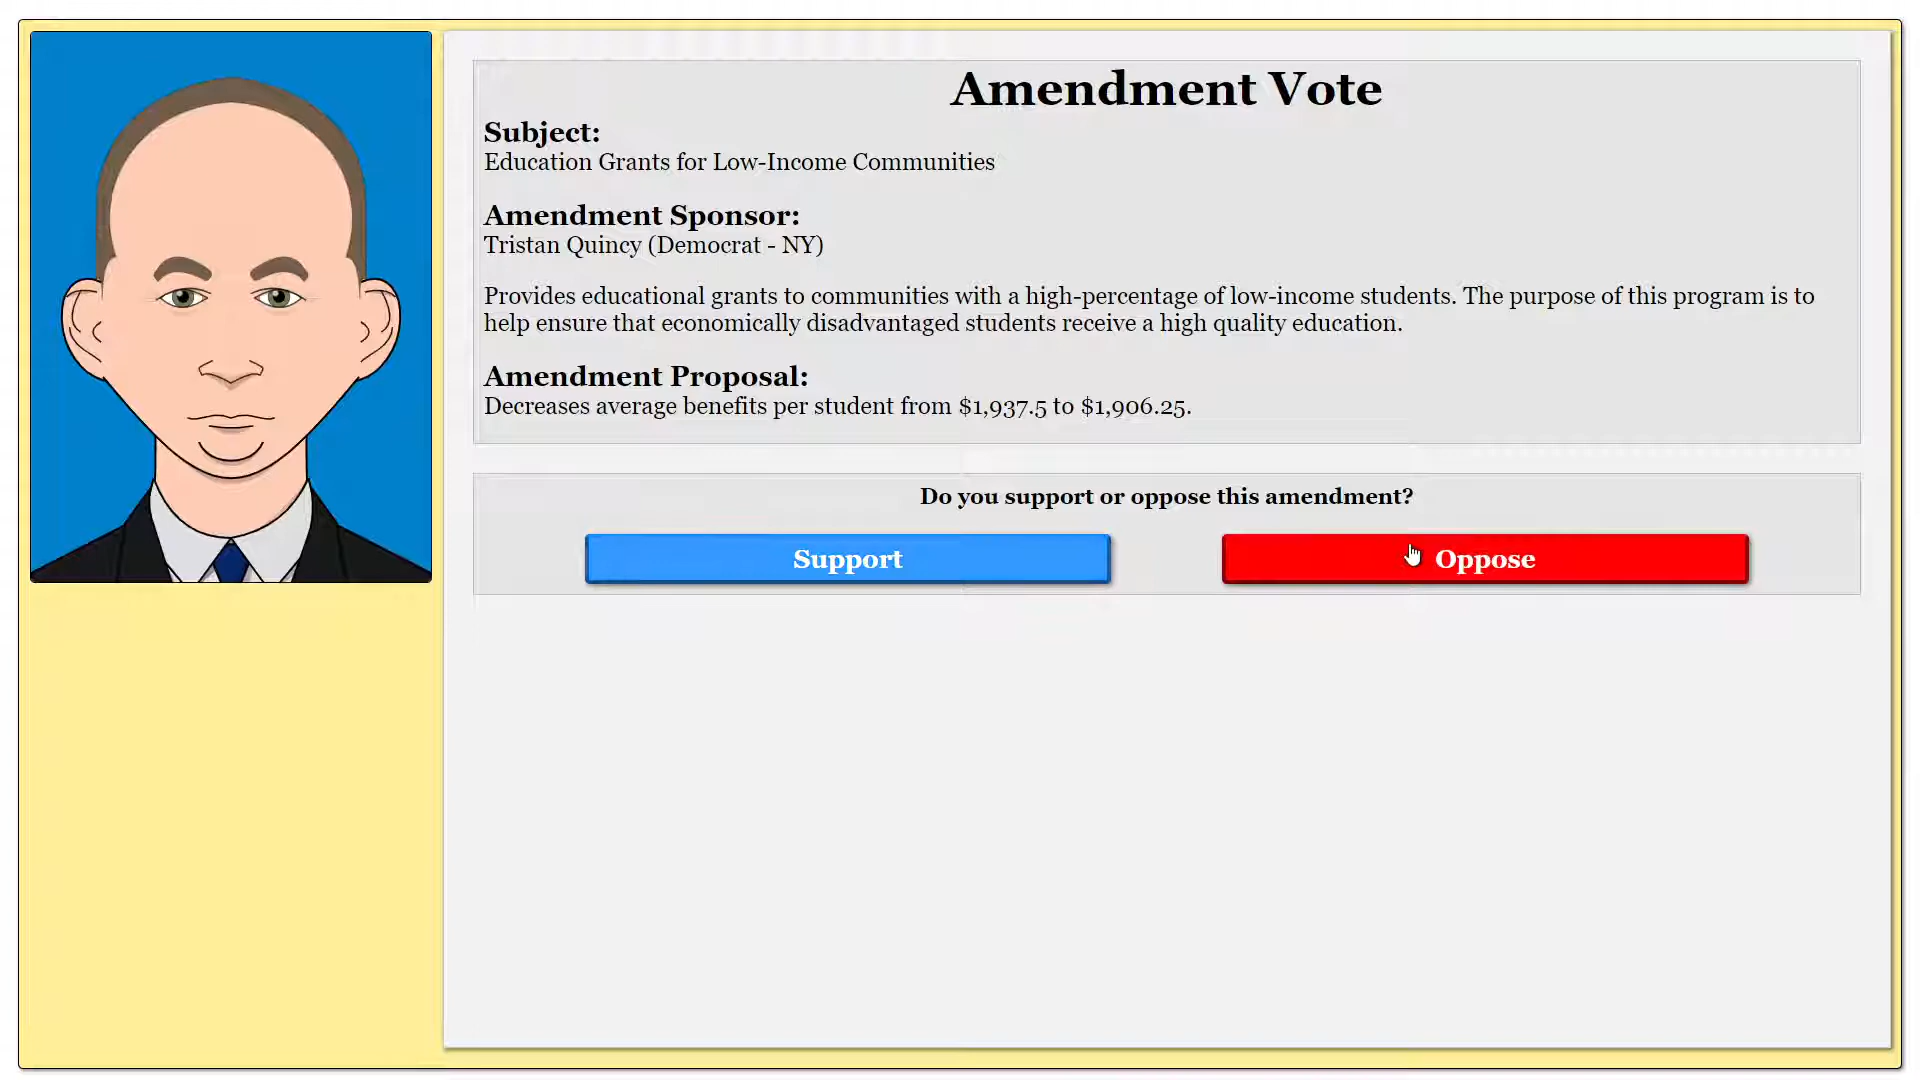 Amendment Vote
Subject:
Education Grants for Low-Income Communities
Amendment Sponsor:
Tristan Quincy (Democrat - NY)
Provides educational grants to communities with a high-percentage of low-income students. The purpose of this program is to
help ensure that economically disadvantaged students receive a high quality education.
Amendment Proposal:
Decreases average benefits per student from $1,937.5 to $1,906.25.
Do you support or oppose this amendment?
Support
Oppose